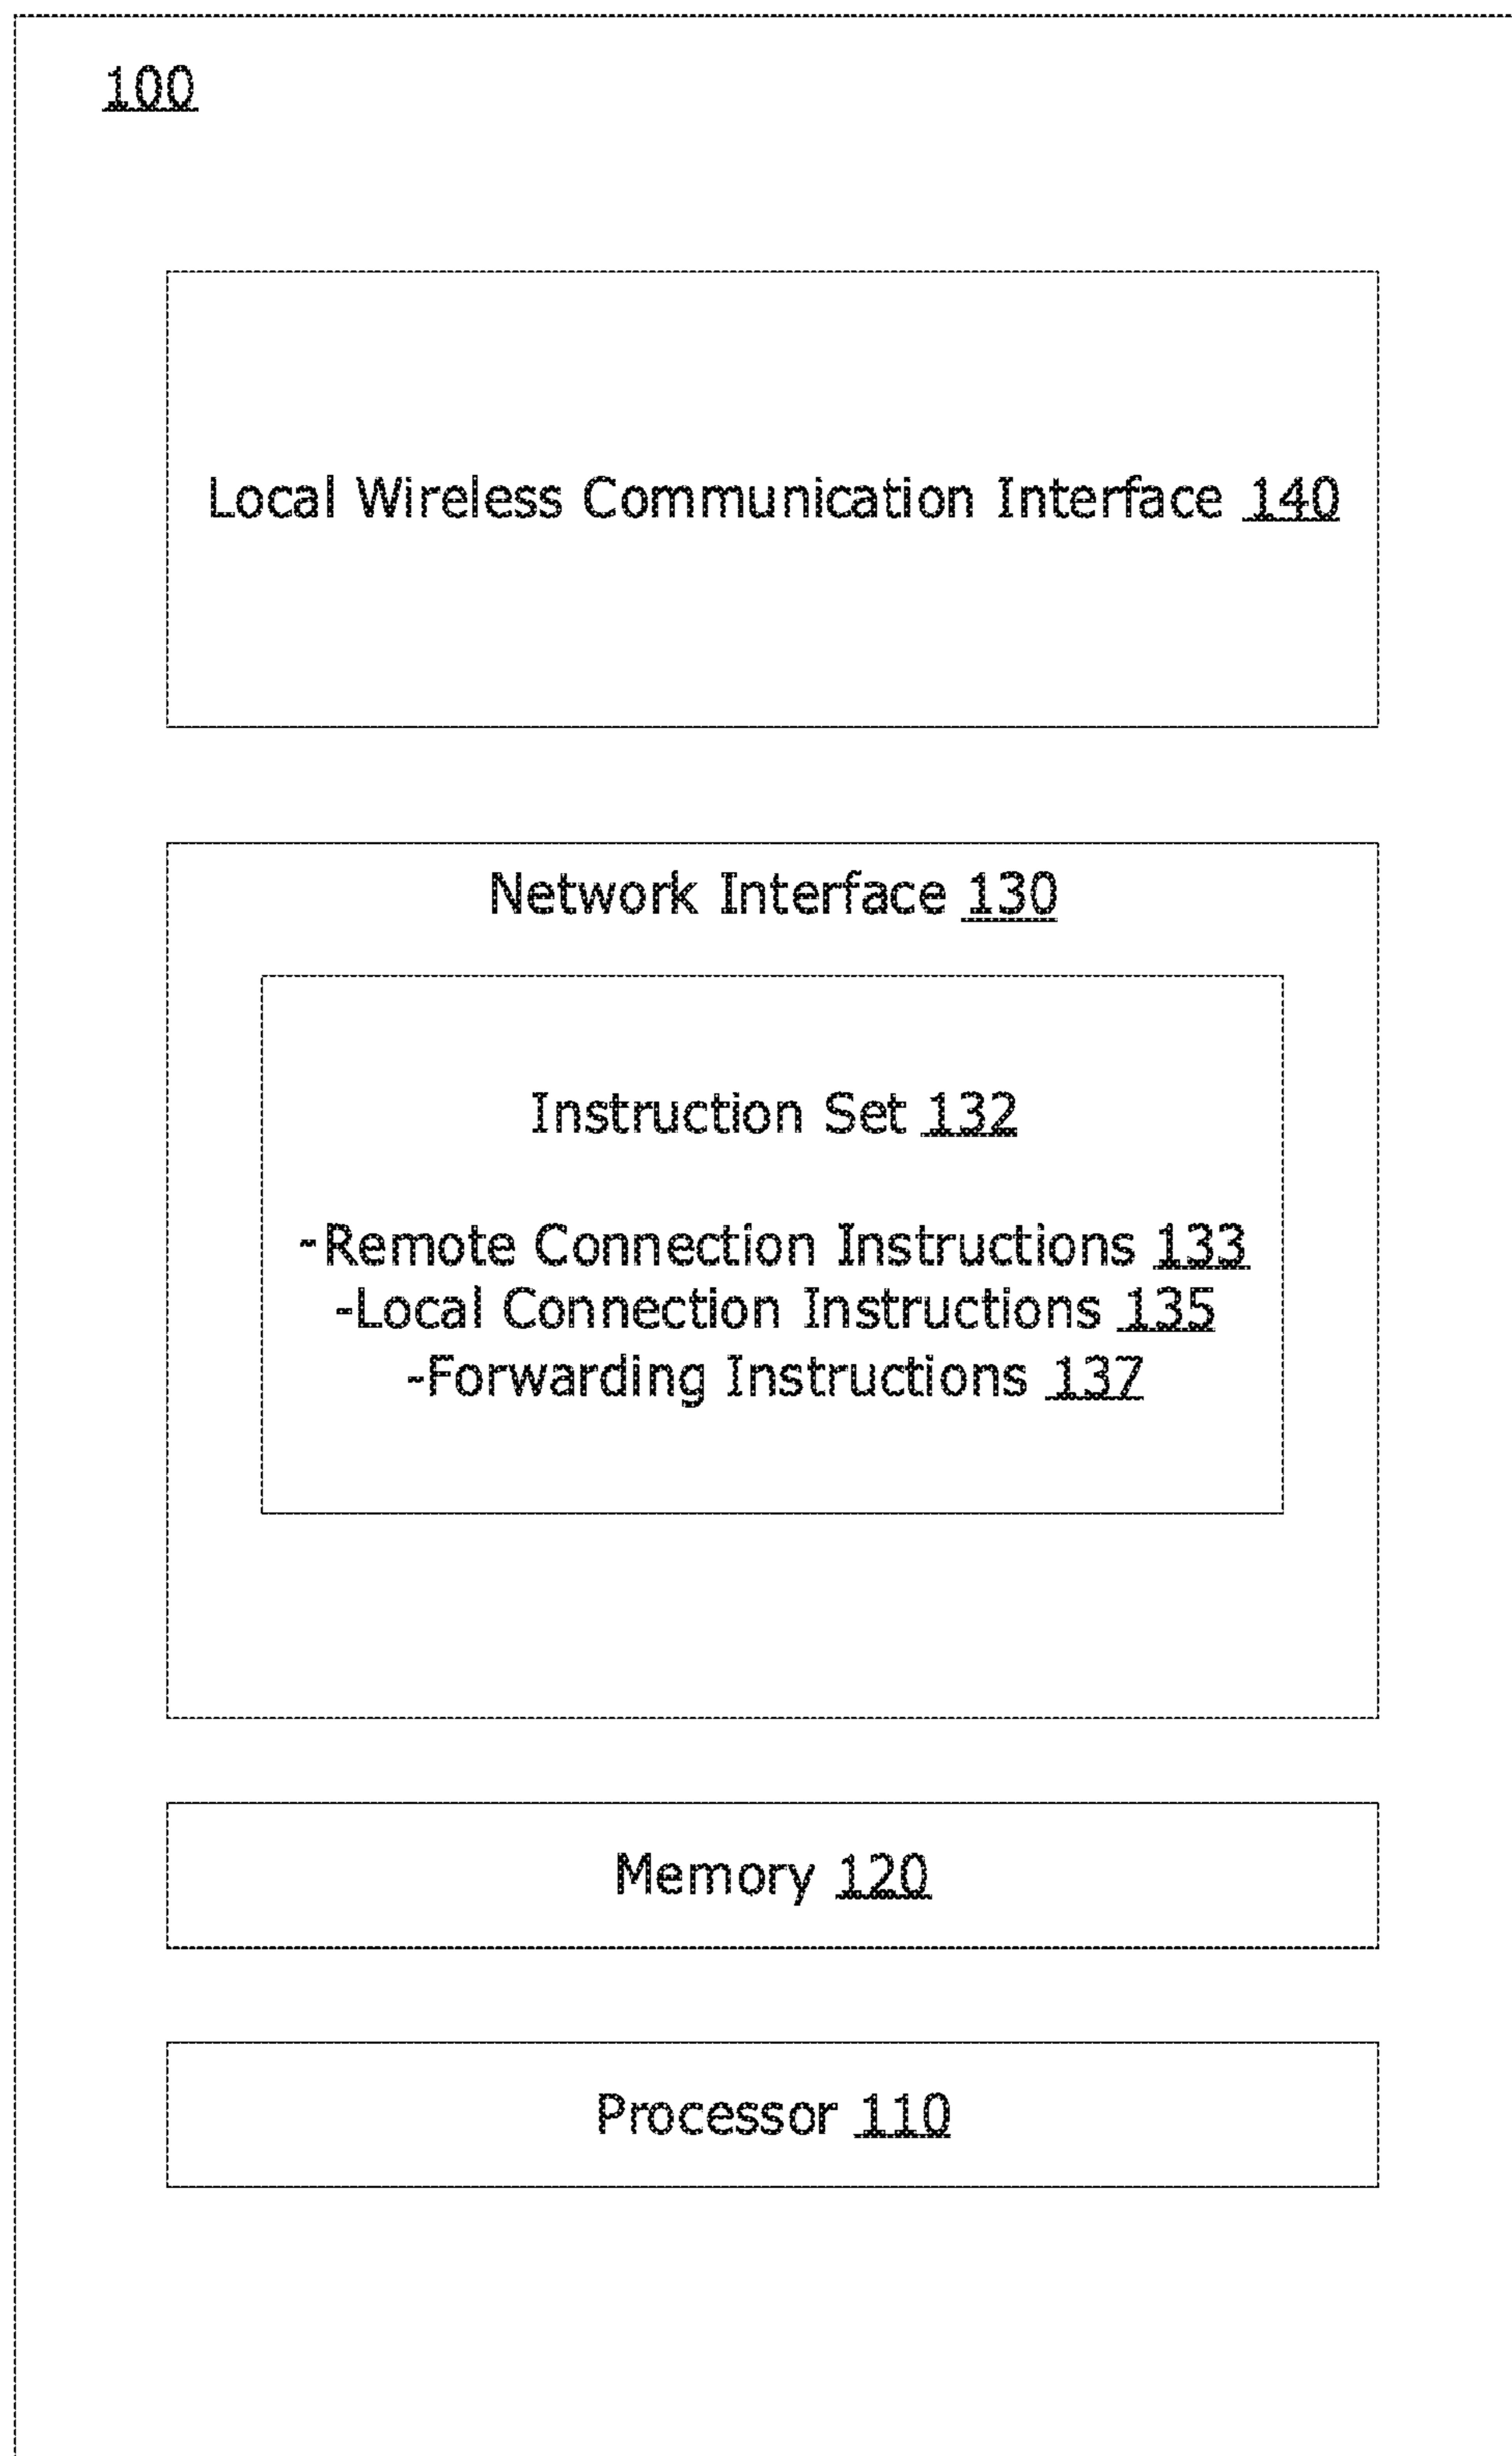 100
Local Wireless Communication Interface 140
Network Interface 130
Instruction Set 132
-Remote Connection Instructions 133
-Local Connection Instructions 135
-Forwarding Instructions 137
Memory 120
Processor 110